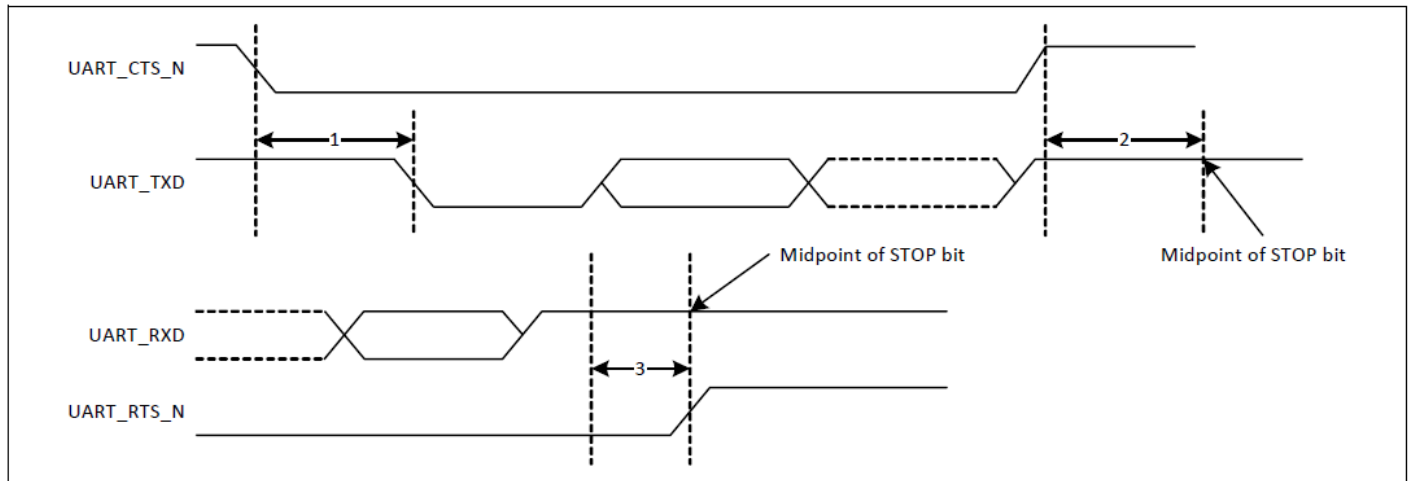 UART_CTS_N
1
2
UART_TXD
Midpoint of STOP bit
Midpoint of STOP bit
UART_RXD
3
UART_RTS_N